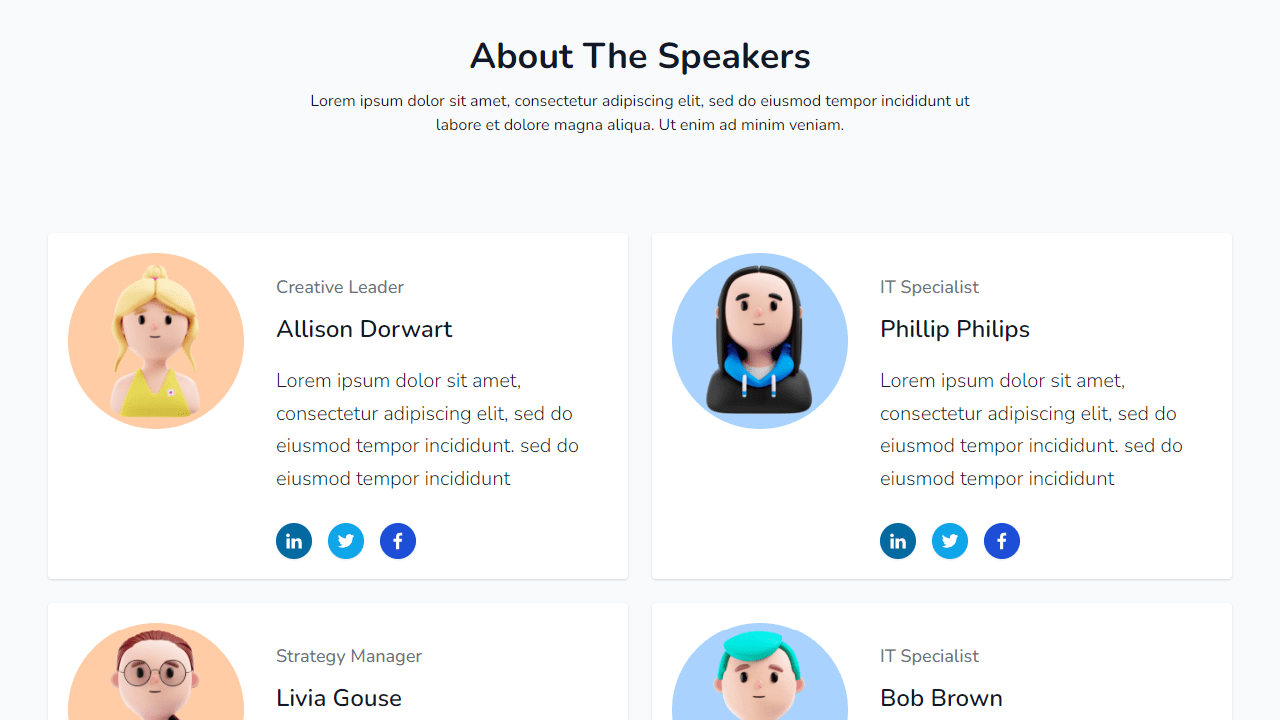 About The Speakers
Lorem ipsum dolor sit amet, consectetur adipiscing elit, sed do eiusmod tempor incididunt ut
labore et dolore magna aliqua. Ut enim ad minim veniam.
Creative Leader
Allison Dorwart
Lorem ipsum dolor sit amet,
consectetur adipiscing elit, sed do
eiusmod tempor incididunt. sed do
eiusmod tempor incididunt
in
f
IT Specialist
Phillip Philips
Lorem ipsum dolor sit amet,
consectetur adipiscing elit, sed do
eiusmod tempor incididunt. sed do
eiusmod tempor incididunt
in
f
Strategy Manager
Livia Gouse
IT Specialist
Bob Brown